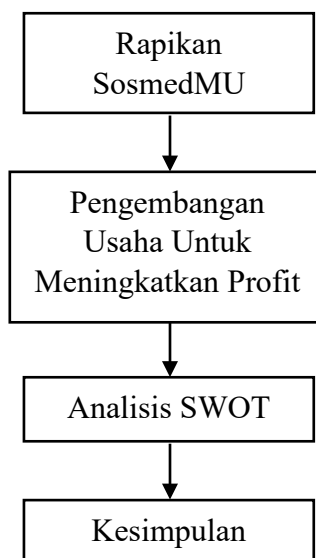 Rapikan
SosmedMU
Pengembangan
Usaha Untuk
Meningkatkan Profit
Analisis SWOT
Kesimpulan